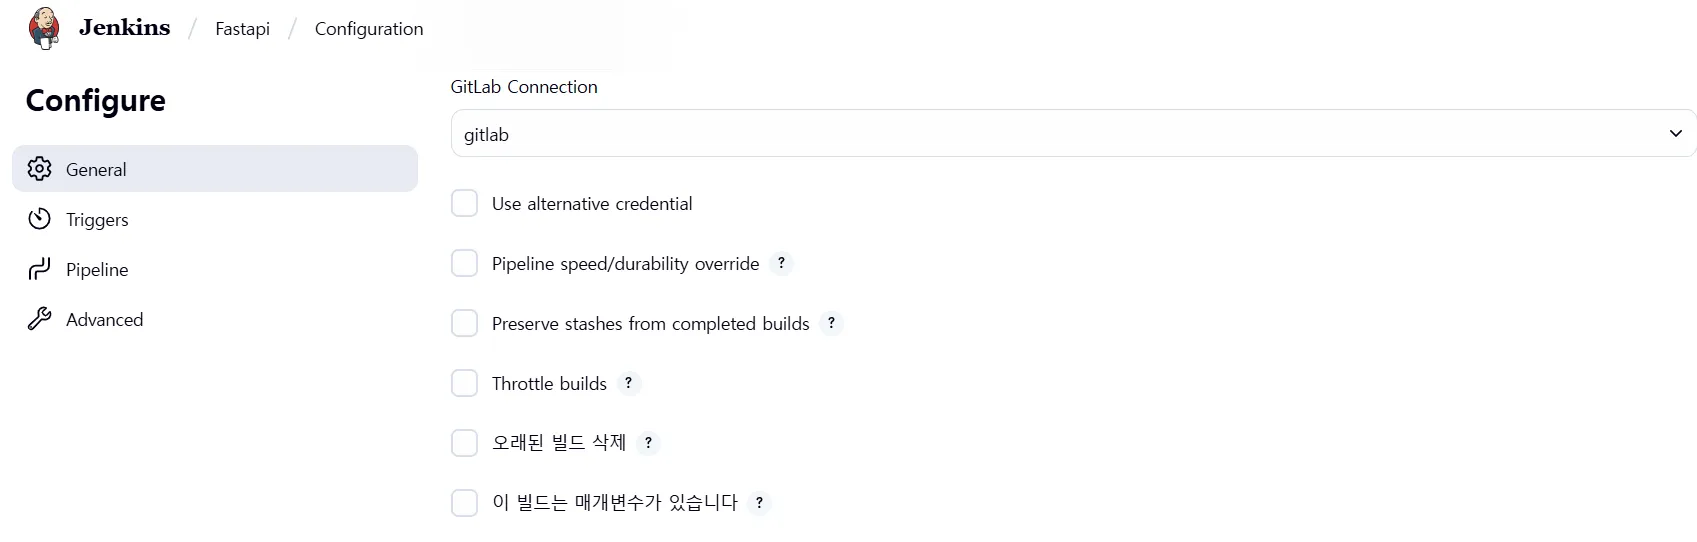 Jenkins / Fastapi / Configuration
Configure
General
Triggers
Pipeline
Advanced
GitLab Connection
gitlab
Use alternative credential
Pipeline speed/durability override ?
Preserve stashes from completed builds ?
Throttle builds ?
오래된 빌드 삭제 ?
이 빌드는 매개변수가 있습니다 ?